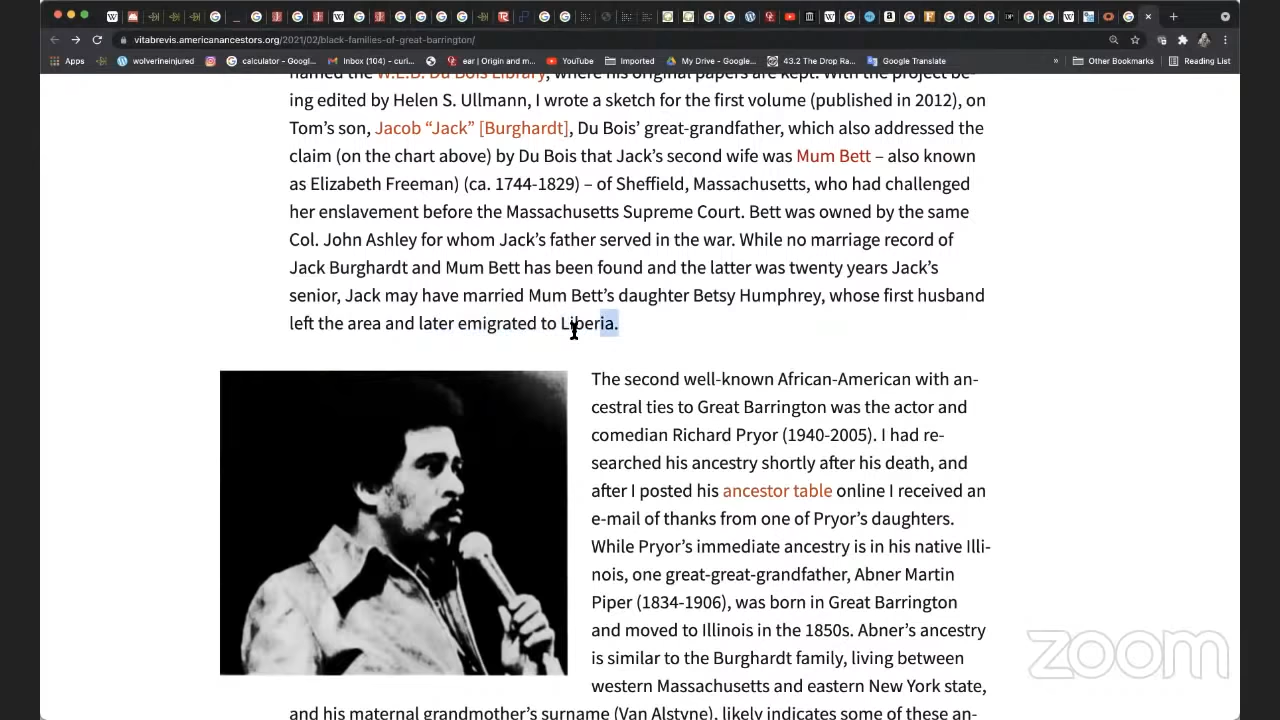 vitabrevis.americanancestors.org/2021/02/black-families-of-great-barrington/
Apps
wolverineinjured
calculator - Googl...
Inbox (104) - curi...
ear | Origin and m...
YouTube
Imported
My Drive - Google...
43.2 The Drop Ra...
Google Translate
»
Other Bookmarks
Reading List
named the W.E.B. Du Bois Library, where his original papers are kept. With the project be-
ing edited by Helen S. Ullmann, I wrote a sketch for the first volume (published in 2012), on
Tom’s son, Jacob “Jack” [Burghardt], Du Bois’ great-grandfather, which also addressed the
claim (on the chart above) by Du Bois that Jack’s second wife was Mum Bett – also known
as Elizabeth Freeman) (ca. 1744-1829) – of Sheffield, Massachusetts, who had challenged
her enslavement before the Massachusetts Supreme Court. Bett was owned by the same
Col. John Ashley for whom Jack’s father served in the war. While no marriage record of
Jack Burghardt and Mum Bett has been found and the latter was twenty years Jack’s
senior, Jack may have married Mum Bett’s daughter Betsy Humphrey, whose first husband
left the area and later emigrated to Liberia.
The second well-known African-American with an-
cestral ties to Great Barrington was the actor and
comedian Richard Pryor (1940-2005). I had re-
searched his ancestry shortly after his death, and
after I posted his ancestor table online I received an
e-mail of thanks from one of Pryor’s daughters.
While Pryor’s immediate ancestry is in his native Illi-
nois, one great-great-grandfather, Abner Martin
Piper (1834-1906), was born in Great Barrington
and moved to Illinois in the 1850s. Abner’s ancestry
is similar to the Burghardt family, living between
western Massachusetts and eastern New York state,
and his maternal grandmother’s surname (Van Alstyne), likely indicates some of these an-
zoom